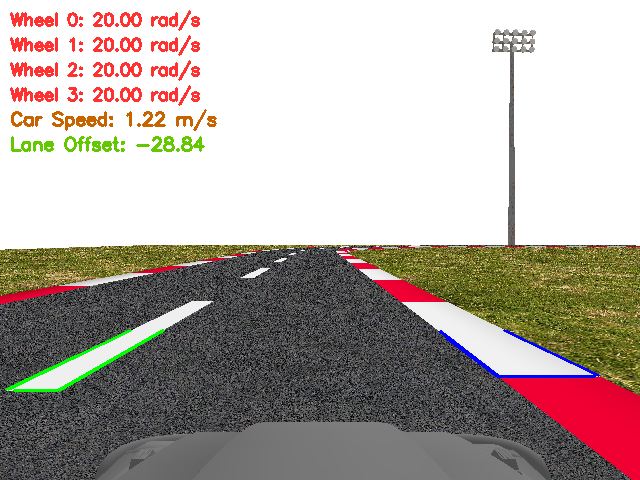 Wheel 0: 20.00 rad/s
Wheel 1: 20.00 rad/s
Wheel 2: 20.00 rad/s
Wheel 3: 20.00 rad/s
Car Speed: 1.22 m/s
Lane Offset: -28.84